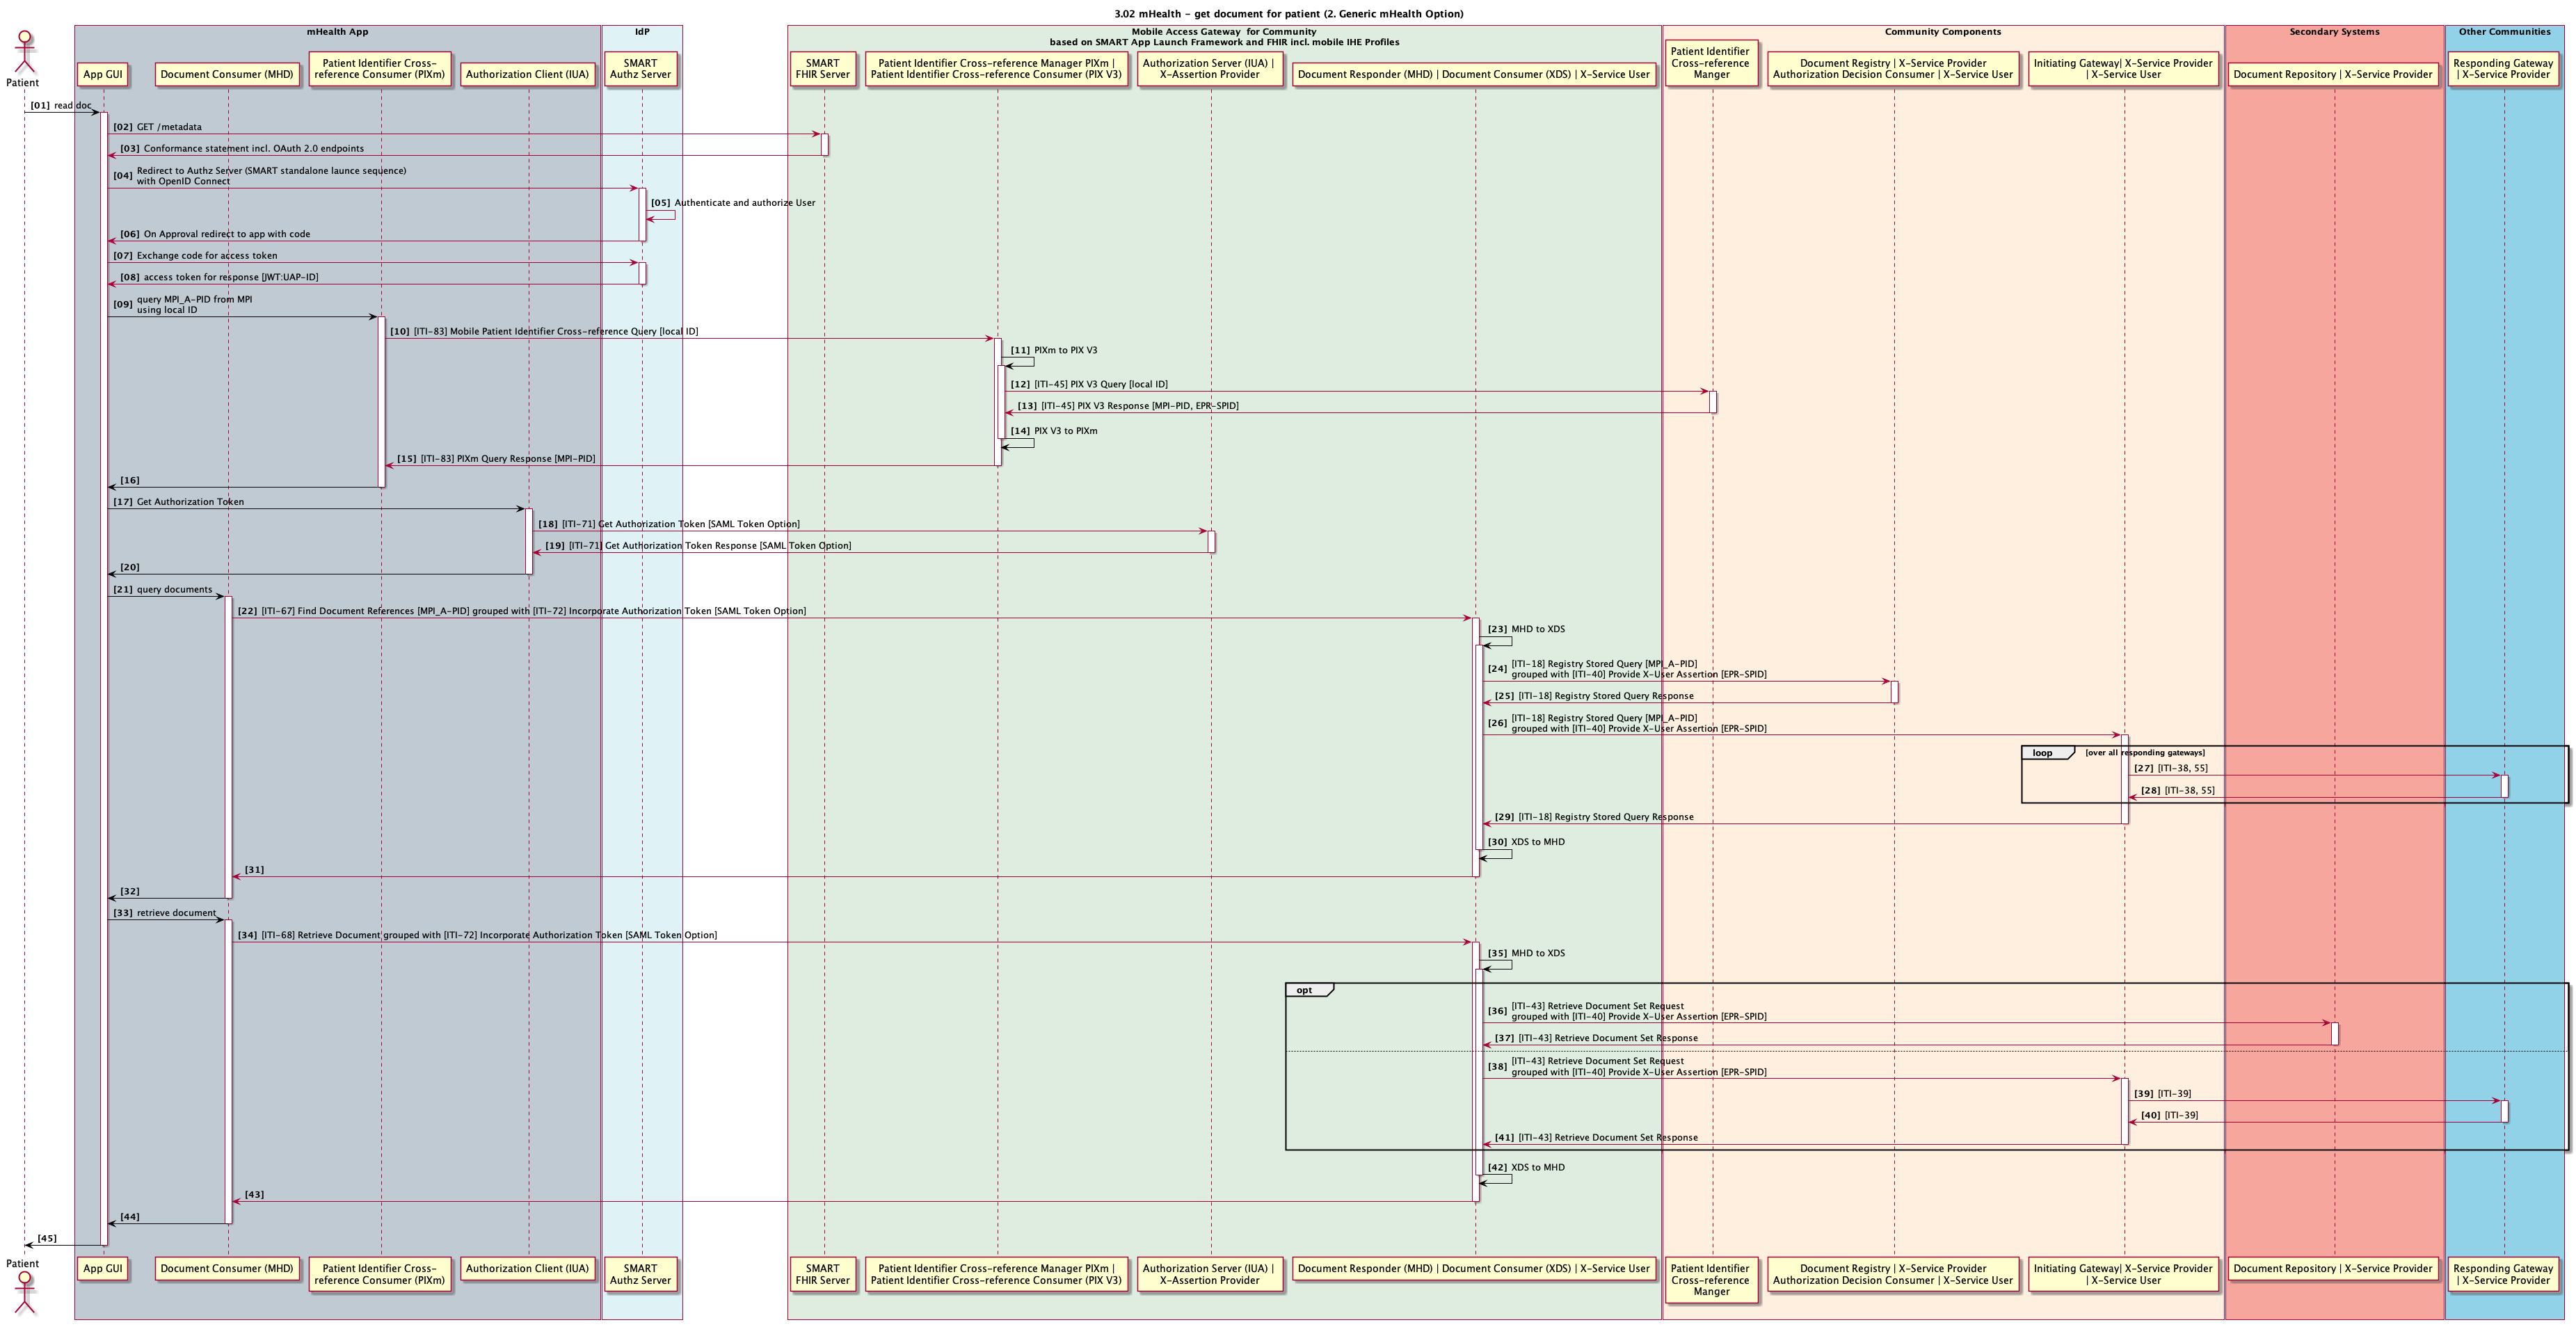 3.02 mHealth - get document for patient (2. Generic mHealth Option)
mHealth App
IdP
Mobile Access Gateway for Community
based on SMART App Launch Framework and FHIR incl. mobile IHE Profiles
Community Components
Secondary Systems
Other Communities
Patient
App GUI
Document Consumer (MHD)
Patient Identifier Cross-
reference Consumer (PIXm)
Authorization Client (IUA)
SMART
Authz Server
SMART
FHIR Server
Patient Identifier Cross-reference Manager PIXm |
Patient Identifier Cross-reference Consumer (PIX V3)
Authorization Server (IUA) |
X-Assertion Provider
Document Responder (MHD) | Document Consumer (XDS) | X-Service User
Patient Identifier
Cross-reference
Manger
Document Registry | X-Service Provider
Authorization Decision Consumer | X-Service User
Initiating Gateway| X-Service Provider
| X-Service User
Document Repository | X-Service Provider
Responding Gateway
| X-Service Provider
[01] read doc
[02] GET /metadata
[03] Conformance statement incl. OAuth 2.0 endpoints
[04] Redirect to Authz Server (SMART standalone launce sequence)
with OpenID Connect
[05] Authenticate and authorize User
[06] On Approval redirect to app with code
[07] Exchange code for access token
[08] access token for response [JWT:UAP-ID]
[09] query MPI_A-PID from MPI
using local ID
[10] [ITI-83] Mobile Patient Identifier Cross-reference Query [local ID]
[11] PIXm to PIX V3
[12] [ITI-45] PIX V3 Query [local ID]
[13] [ITI-45] PIX V3 Response [MPI-PID, EPR-SPID]
[14] PIX V3 to PIXm
[15] [ITI-83] PIXm Query Response [MPI-PID]
[16]
[17] Get Authorization Token
[18] [ITI-71] Get Authorization Token [SAML Token Option]
[19] [ITI-71] Get Authorization Token Response [SAML Token Option]
[20]
[21] query documents
[22] [ITI-67] Find Document References [MPI_A-PID] grouped with [ITI-72] Incorporate Authorization Token [SAML Token Option]
[23] MHD to XDS
[24] [ITI-18] Registry Stored Query [MPI_A-PID]
grouped with [ITI-40] Provide X-User Assertion [EPR-SPID]
[25] [ITI-18] Registry Stored Query Response
[26] [ITI-18] Registry Stored Query [MPI_A-PID]
grouped with [ITI-40] Provide X-User Assertion [EPR-SPID]
loop [over all responding gateways]
[27] [ITI-38, 55]
[28] [ITI-38, 55]
[29] [ITI-18] Registry Stored Query Response
[30] XDS to MHD
[31]
[32]
[33] retrieve document
[34] [ITI-68] Retrieve Document grouped with [ITI-72] Incorporate Authorization Token [SAML Token Option]
[35] MHD to XDS
opt
[36] [ITI-43] Retrieve Document Set Request
grouped with [ITI-40] Provide X-User Assertion [EPR-SPID]
[37] [ITI-43] Retrieve Document Set Response
[38] [ITI-43] Retrieve Document Set Request
grouped with [ITI-40] Provide X-User Assertion [EPR-SPID]
[39] [ITI-39]
[40] [ITI-39]
[41] [ITI-43] Retrieve Document Set Response
[42] XDS to MHD
[43]
[44]
[45]
Patient
App GUI
Document Consumer (MHD)
Patient Identifier Cross-
reference Consumer (PIXm)
Authorization Client (IUA)
SMART
Authz Server
SMART
FHIR Server
Patient Identifier Cross-reference Manager PIXm |
Patient Identifier Cross-reference Consumer (PIX V3)
Authorization Server (IUA) |
X-Assertion Provider
Document Responder (MHD) | Document Consumer (XDS) | X-Service User
Patient Identifier
Cross-reference
Manger
Document Registry | X-Service Provider
Authorization Decision Consumer | X-Service User
Initiating Gateway| X-Service Provider
| X-Service User
Document Repository | X-Service Provider
Responding Gateway
| X-Service Provider